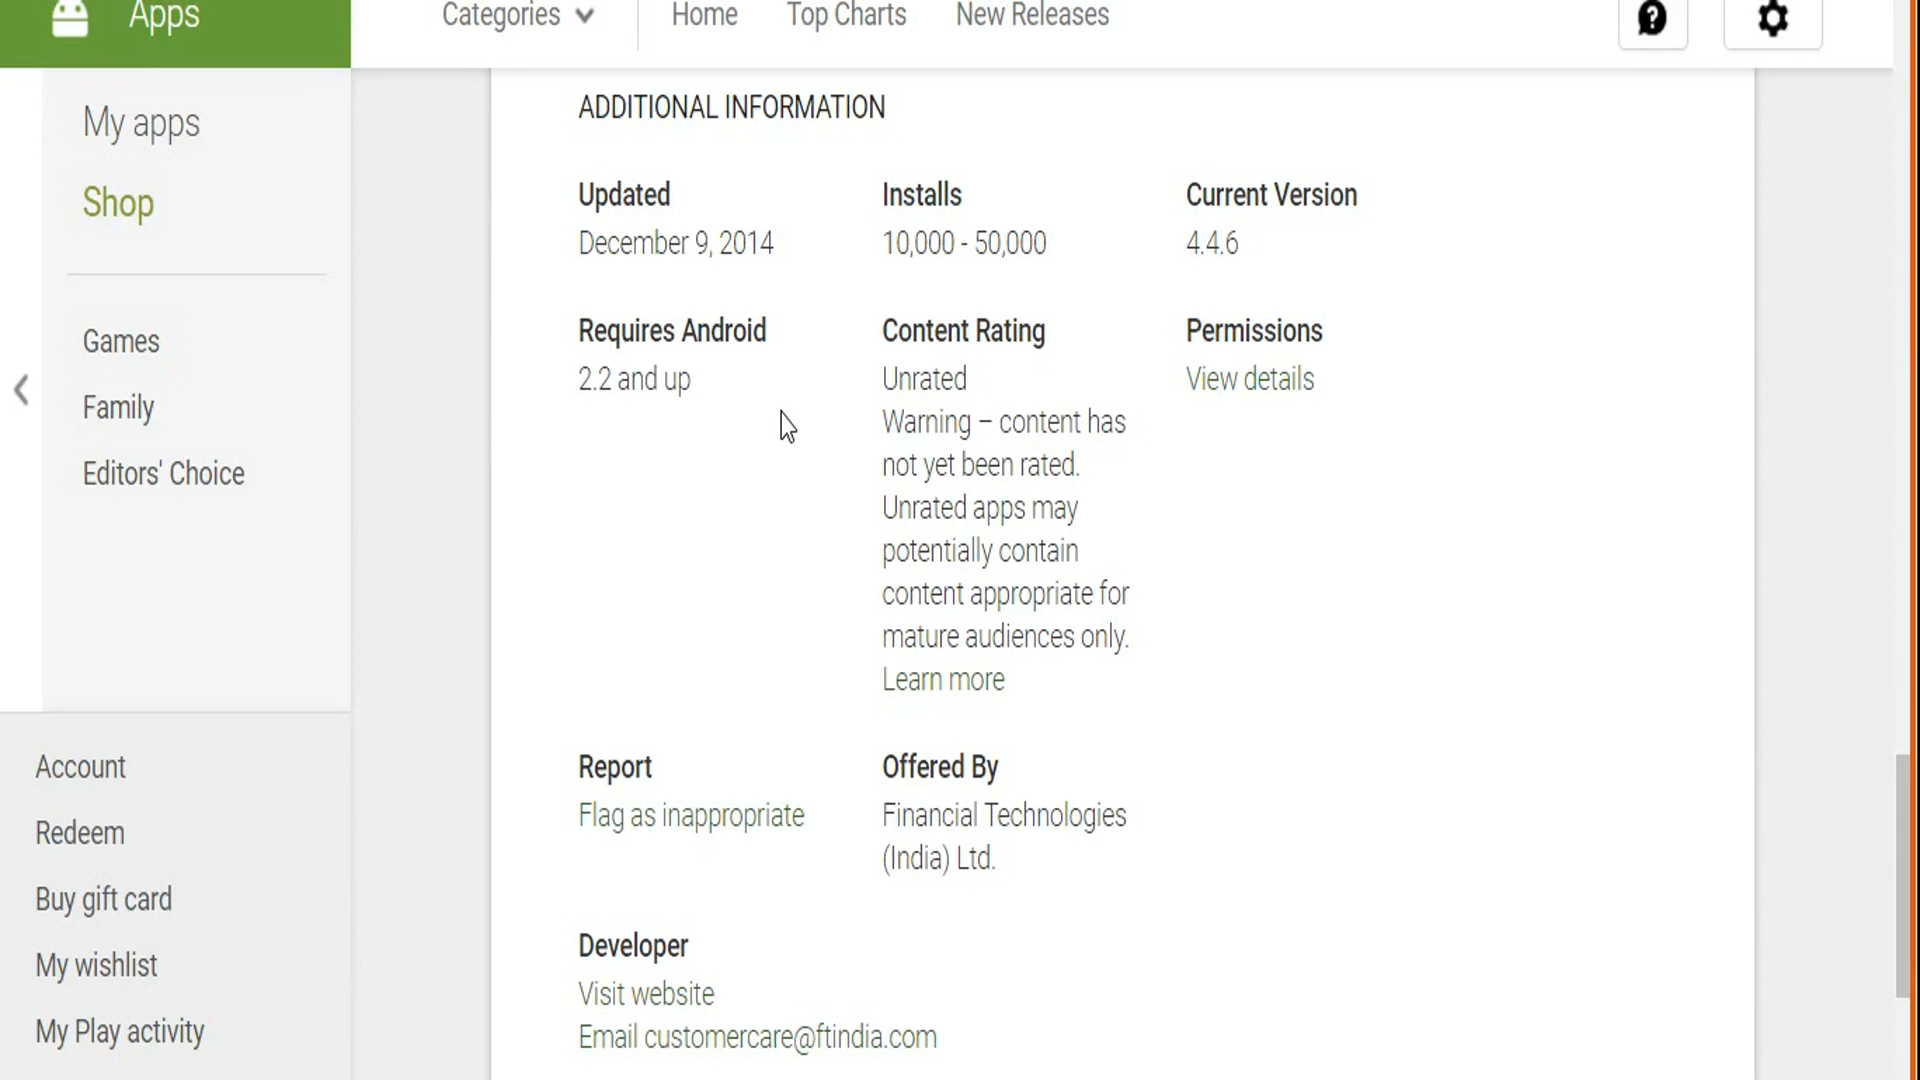 Apps
Categories
Home
Top Charts
New Releases
My apps
Shop
Games
Family
Editors' Choice
Account
Redeem
Buy gift card
My wishlist
My Play activity
ADDITIONAL INFORMATION
Updated
December 9, 2014
Installs
10,000 - 50,000
Current Version
4.4.6
Requires Android
2.2 and up
Content Rating
Unrated
Warning – content has
not yet been rated.
Unrated apps may
potentially contain
content appropriate for
mature audiences only.
Learn more
Permissions
View details
Report
Flag as inappropriate
Offered By
Financial Technologies
(India) Ltd.
Developer
Visit website
Email customercare@ftindia.com